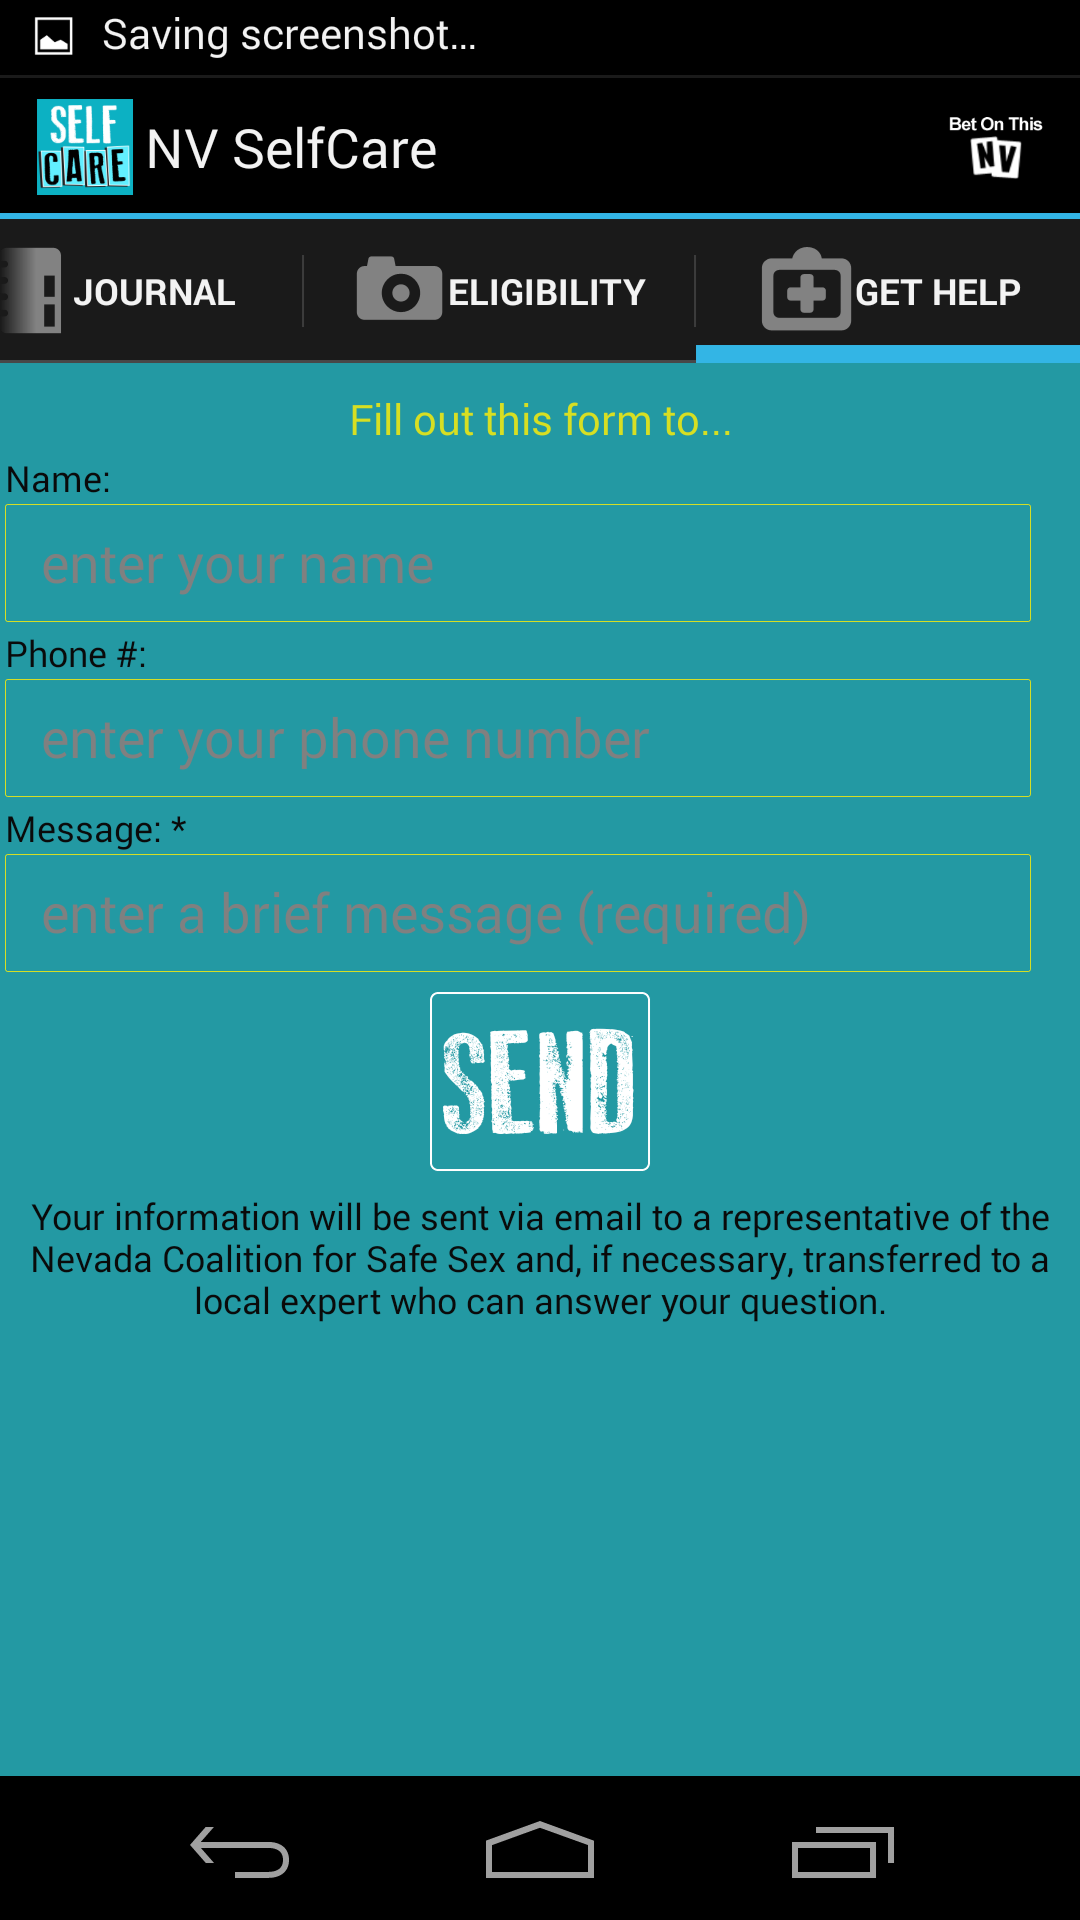 Saving screenshot...
SELF
CARE
NV SelfCare
Bet On This
NV
JOURNAL
ELIGIBILITY
GET HELP
Fill out this form to...
Name:
enter your name
Phone #:
enter your phone number
Message: *
enter a brief message (required)
SEND
Your information will be sent via email to a representative of the
Nevada Coalition for Safe Sex and, if necessary, transferred to a
local expert who can answer your question.